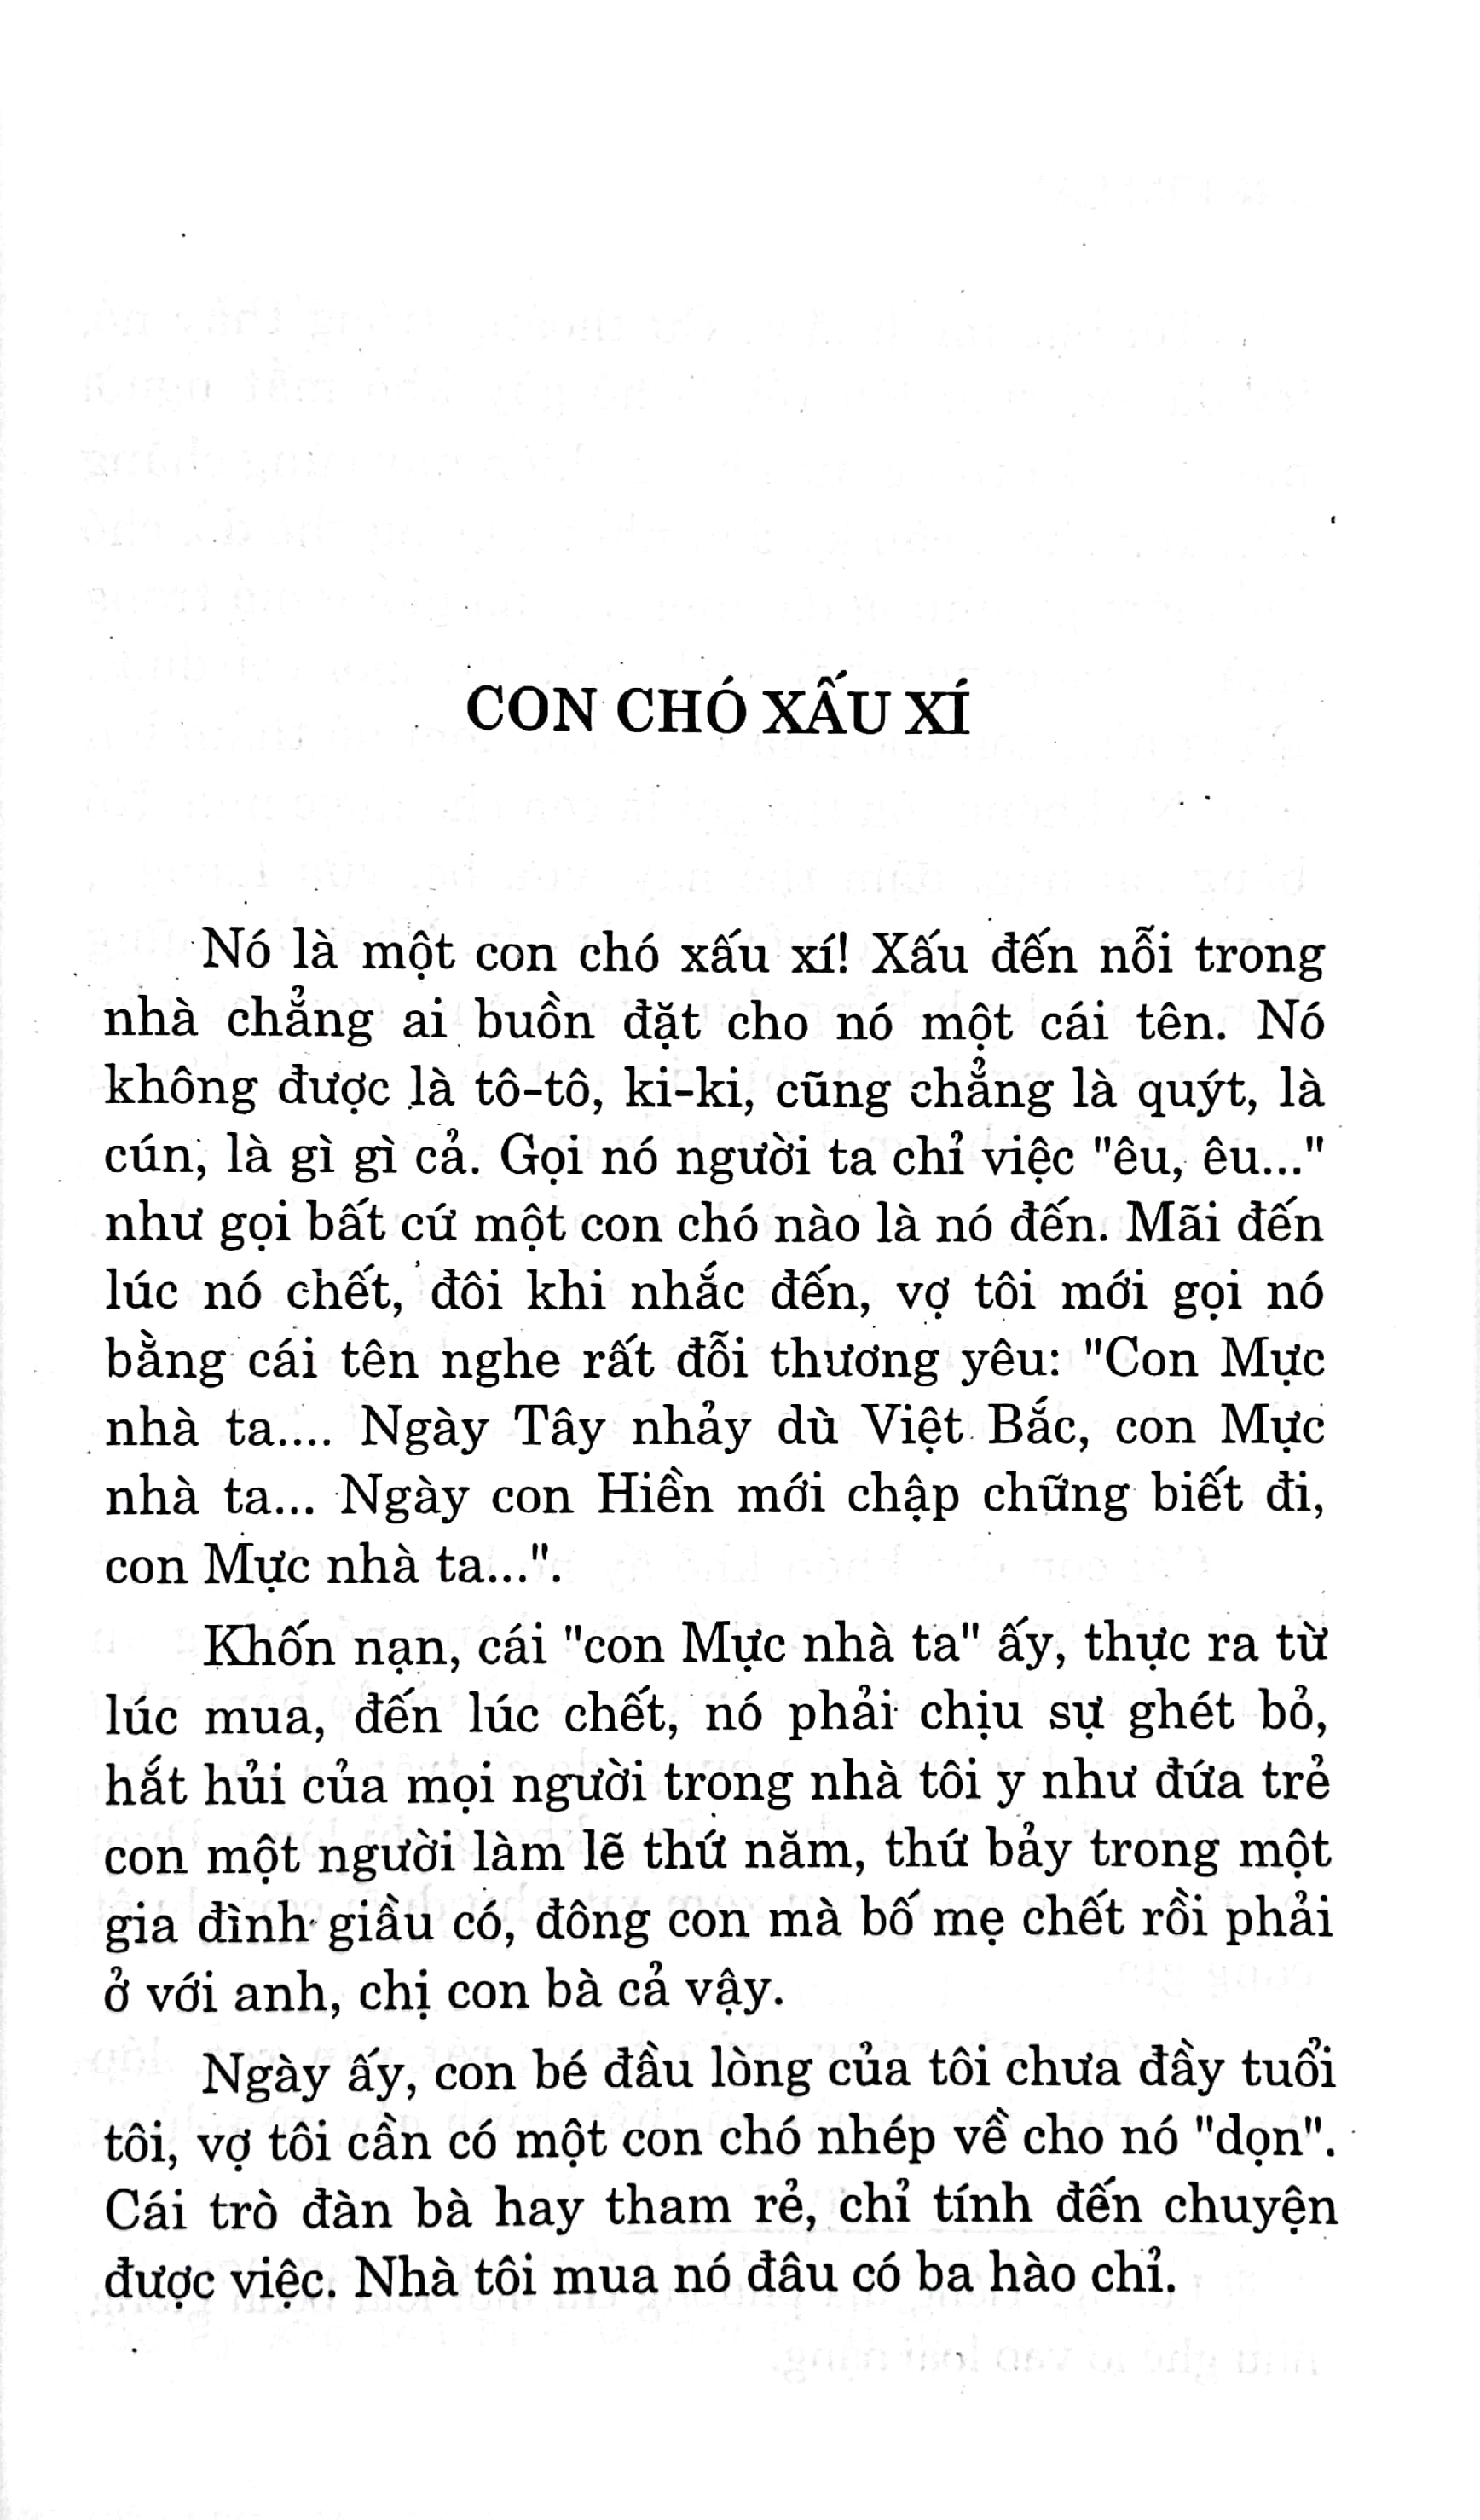 CON CHÓ XẤU XÍ
Nó là một con chó xấu xí! Xấu đến nỗi trong
nhà chẳng ai buồn đặt cho nó một cái tên. Nó
không được là tô-tô, ki-ki, cũng chẳng là quýt, là
cún, là gì gì cả. Gọi nó người ta chỉ việc "êu, êu..."
như gọi bất cứ một con chó nào là nó đến. Mãi đến
lúc nó chết, đôi khi nhắc đến, vợ tôi mới gọi nó
bằng cái tên nghe rất đỗi thương yêu: "Con Mực
nhà ta.... Ngày Tây nhảy dù Việt Bắc, con Mực
nhà ta... Ngày con Hiền mới chập chững biết đi,
con Mực nhà ta...".
Khốn nạn, cái "con Mực nhà ta" ấy, thực ra từ
lúc mua, đến lúc chết, nó phải chịu sự ghét bỏ,
hắt hủi của mọi người trong nhà tôi y như đứa trẻ
con một người làm lẽ thứ năm, thứ bảy trong một
gia đình giầu có, đông con mà bố mẹ chết rồi phải
ở với anh, chị con bà cả vậy.
Ngày ấy, con bé đầu lòng của tôi chưa đầy tuổi
tôi, vợ tôi cần có một con chó nhép về cho nó "dọn".
Cái trò đàn bà hay tham rẻ, chỉ tính đến chuyện
được việc. Nhà tôi mua nó đâu có ba hào chỉ.